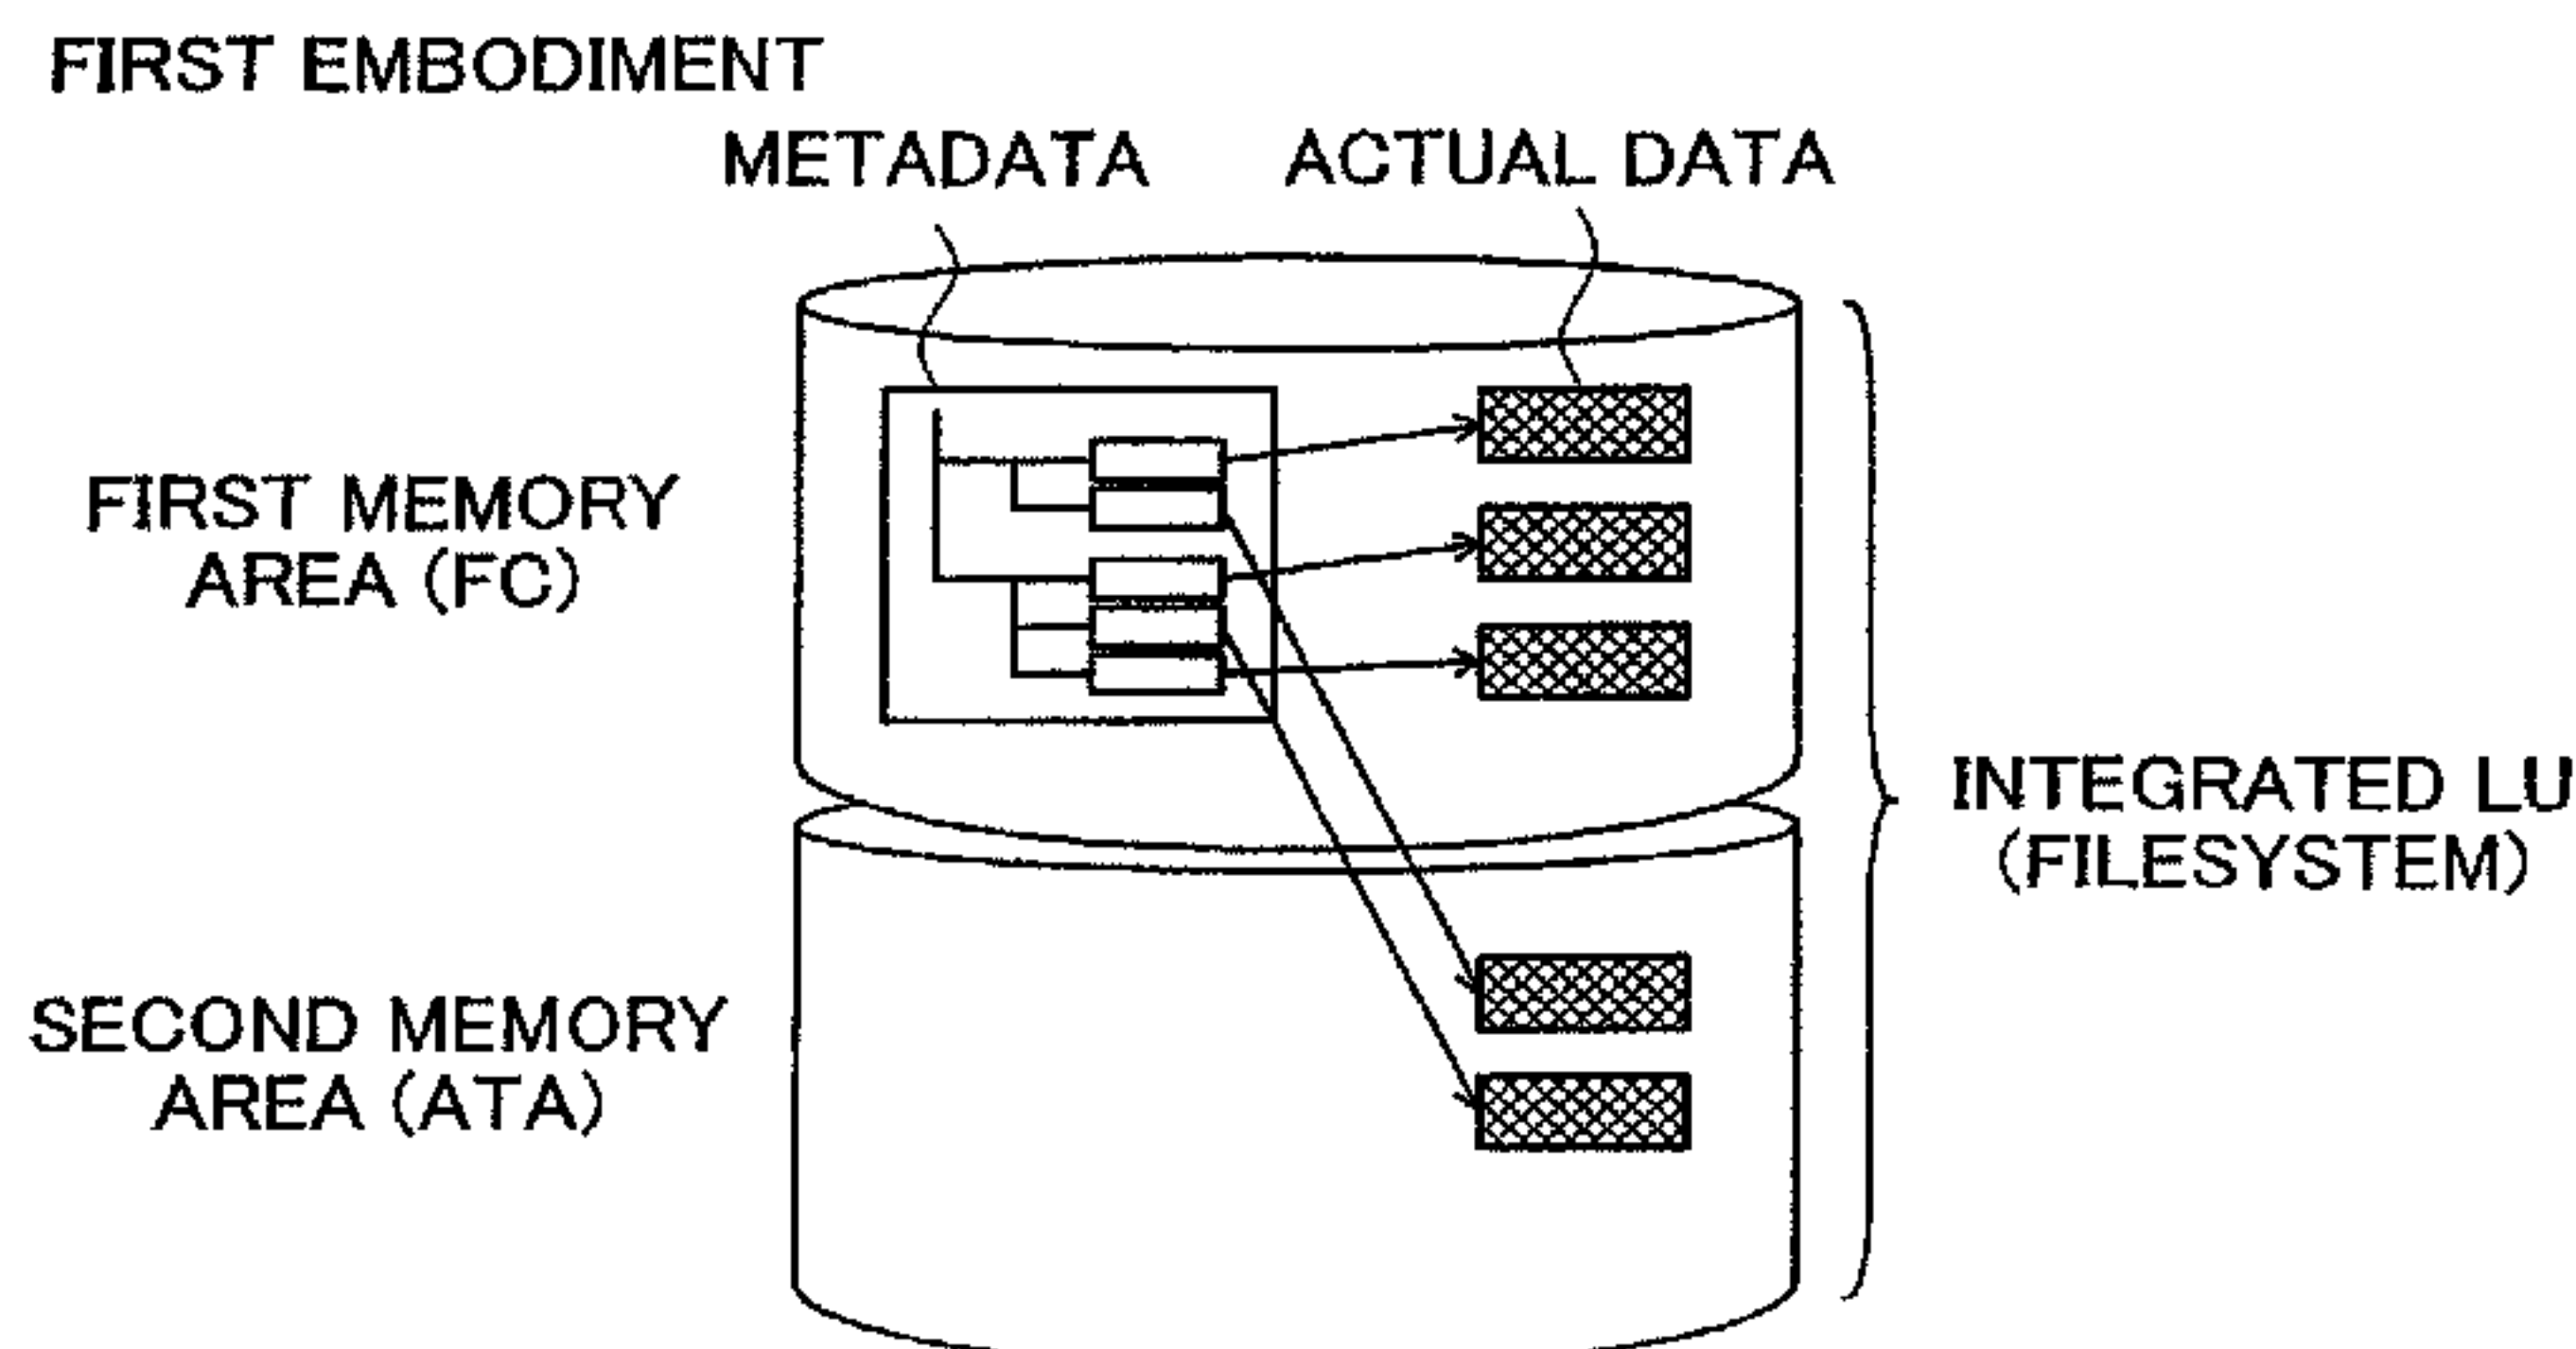 FIRST EMBODIMENT
METADATA
ACTUAL DATA
FIRST MEMORY
AREA (FC)
INTEGRATED LU
(FILESYSTEM)
SECOND MEMORY
AREA (ATA)